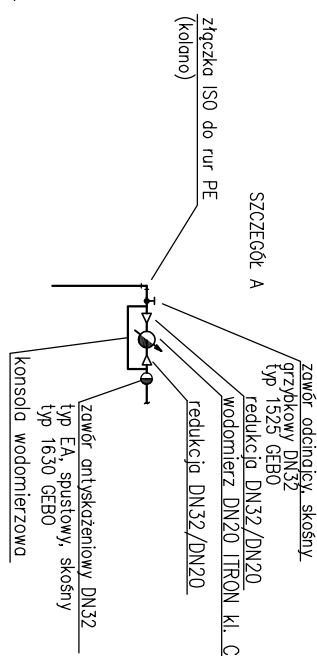 złączka ISO do rur PE
(kolano)
SZCZEGÓŁ A
zawór odcinajcy, skośny
grzybkowy DN32
typ 1525 GEBO
redukcja DN32/DN20
wodomierz DN20 ITRON kl. C
redukcja DN32/DN20
zawór antyskażeniowy DN32
typ EA, spustowy, skośny
typ 1630 GEBO
konsola wodomierzowa